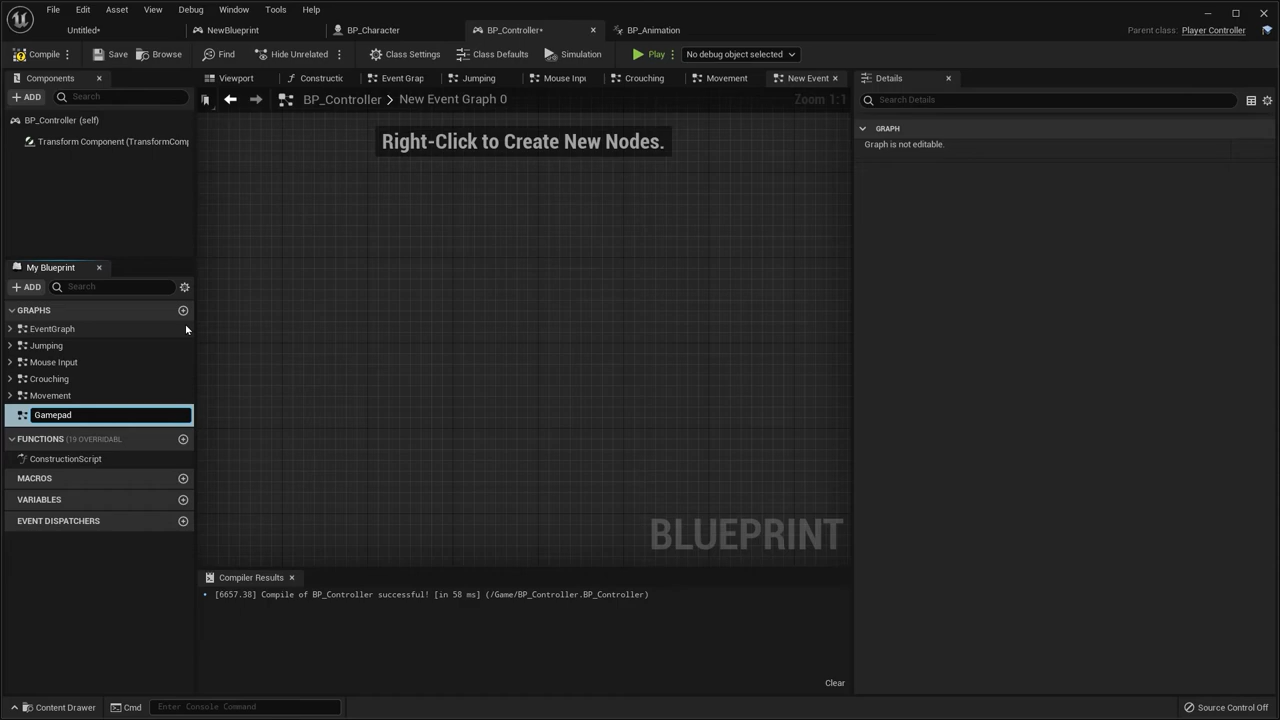 File Edit Asset View Debug Window Tools Help
Untitled•
NewBlueprint
BP_Character
BP_Controller•
BP_Animation
Parent class: Player Controller
Compile
Save
Browse
Find
Hide Unrelated
Class Settings
Class Defaults
Simulation
Play
No debug object selected
Components
Viewport
Constructic
Event Grap
Jumping
Mouse Inpu
Crouching
Movement
New Event
Details
+ ADD
Search
BP_Controller > New Event Graph 0
Zoom 1:1
Search Details
BP_Controller (self)
Transform Component (TransformComp
Right-Click to Create New Nodes.
GRAPH
Graph is not editable.
My Blueprint
+ ADD
Search
GRAPHS
EventGraph
Jumping
Mouse Input
Crouching
Movement
Gamepad
FUNCTIONS (19 OVERRIDABL
ConstructionScript
MACROS
VARIABLES
EVENT DISPATCHERS
BLUEPRINT
Compiler Results
[6657.38] Compile of BP_Controller successful! [in 58 ms] (/Game/BP_Controller.BP_Controller)
Clear
Content Drawer
Cmd
Enter Console Command
Source Control Off